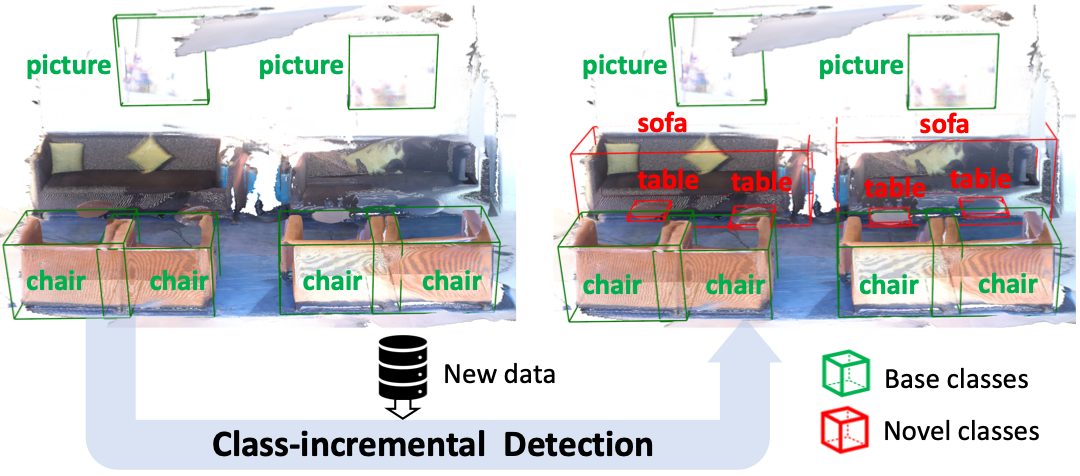 picture
picture
chair
chair
chair
chair
picture
picture
sofa
sofa
table
table
table
table
chair
chair
chair
chair
New data
Class-incremental Detection
Base classes
Novel classes